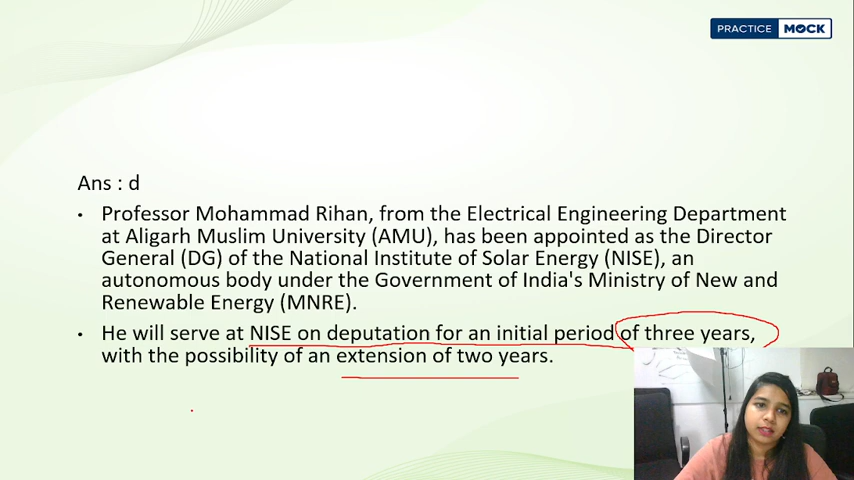 PRACTICE MOCK
Ans : d
• Professor Mohammad Rihan, from the Electrical Engineering Department
at Aligarh Muslim University (AMU), has been appointed as the Director
General (DG) of the National Institute of Solar Energy (NISE), an
autonomous body under the Government of India's Ministry of New and
Renewable Energy (MNRE).
• He will serve at NISE on deputation for an initial period of three years,
with the possibility of an extension of two years.